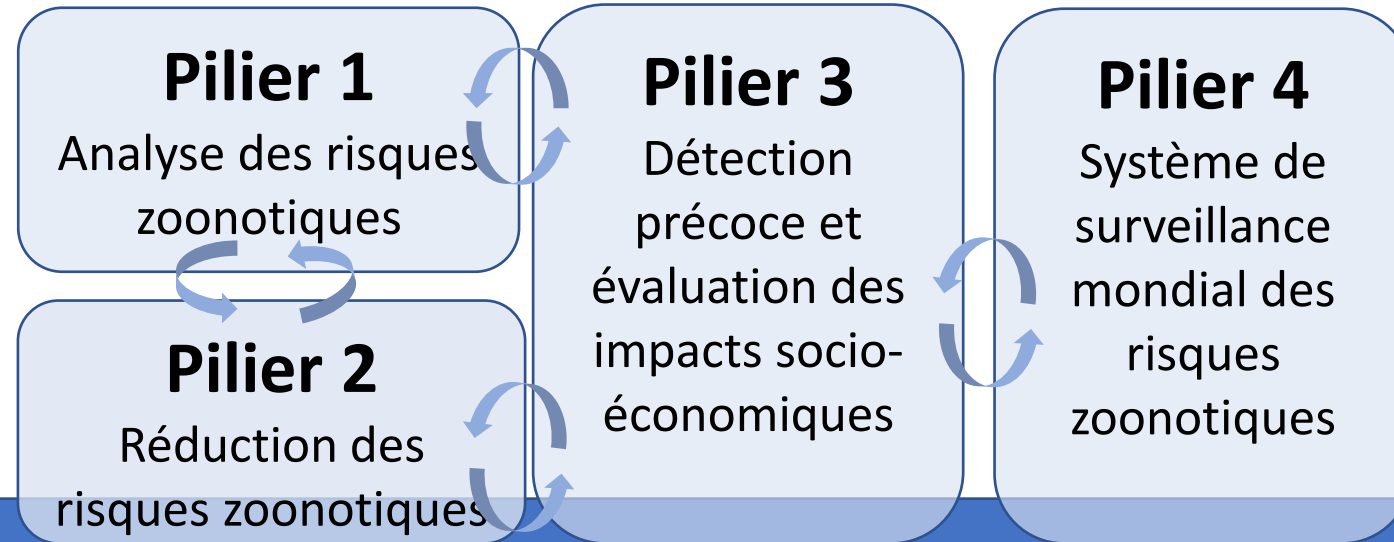 Pilier 1
Analyse des risques
zoonotiques
Pilier 2
Réduction des
risques zoonotiques
Pilier 3
Détection
précoce et
évaluation des
impacts socio-
économiques
Pilier 4
Système de
surveillance
mondial des
risques
zoonotiques